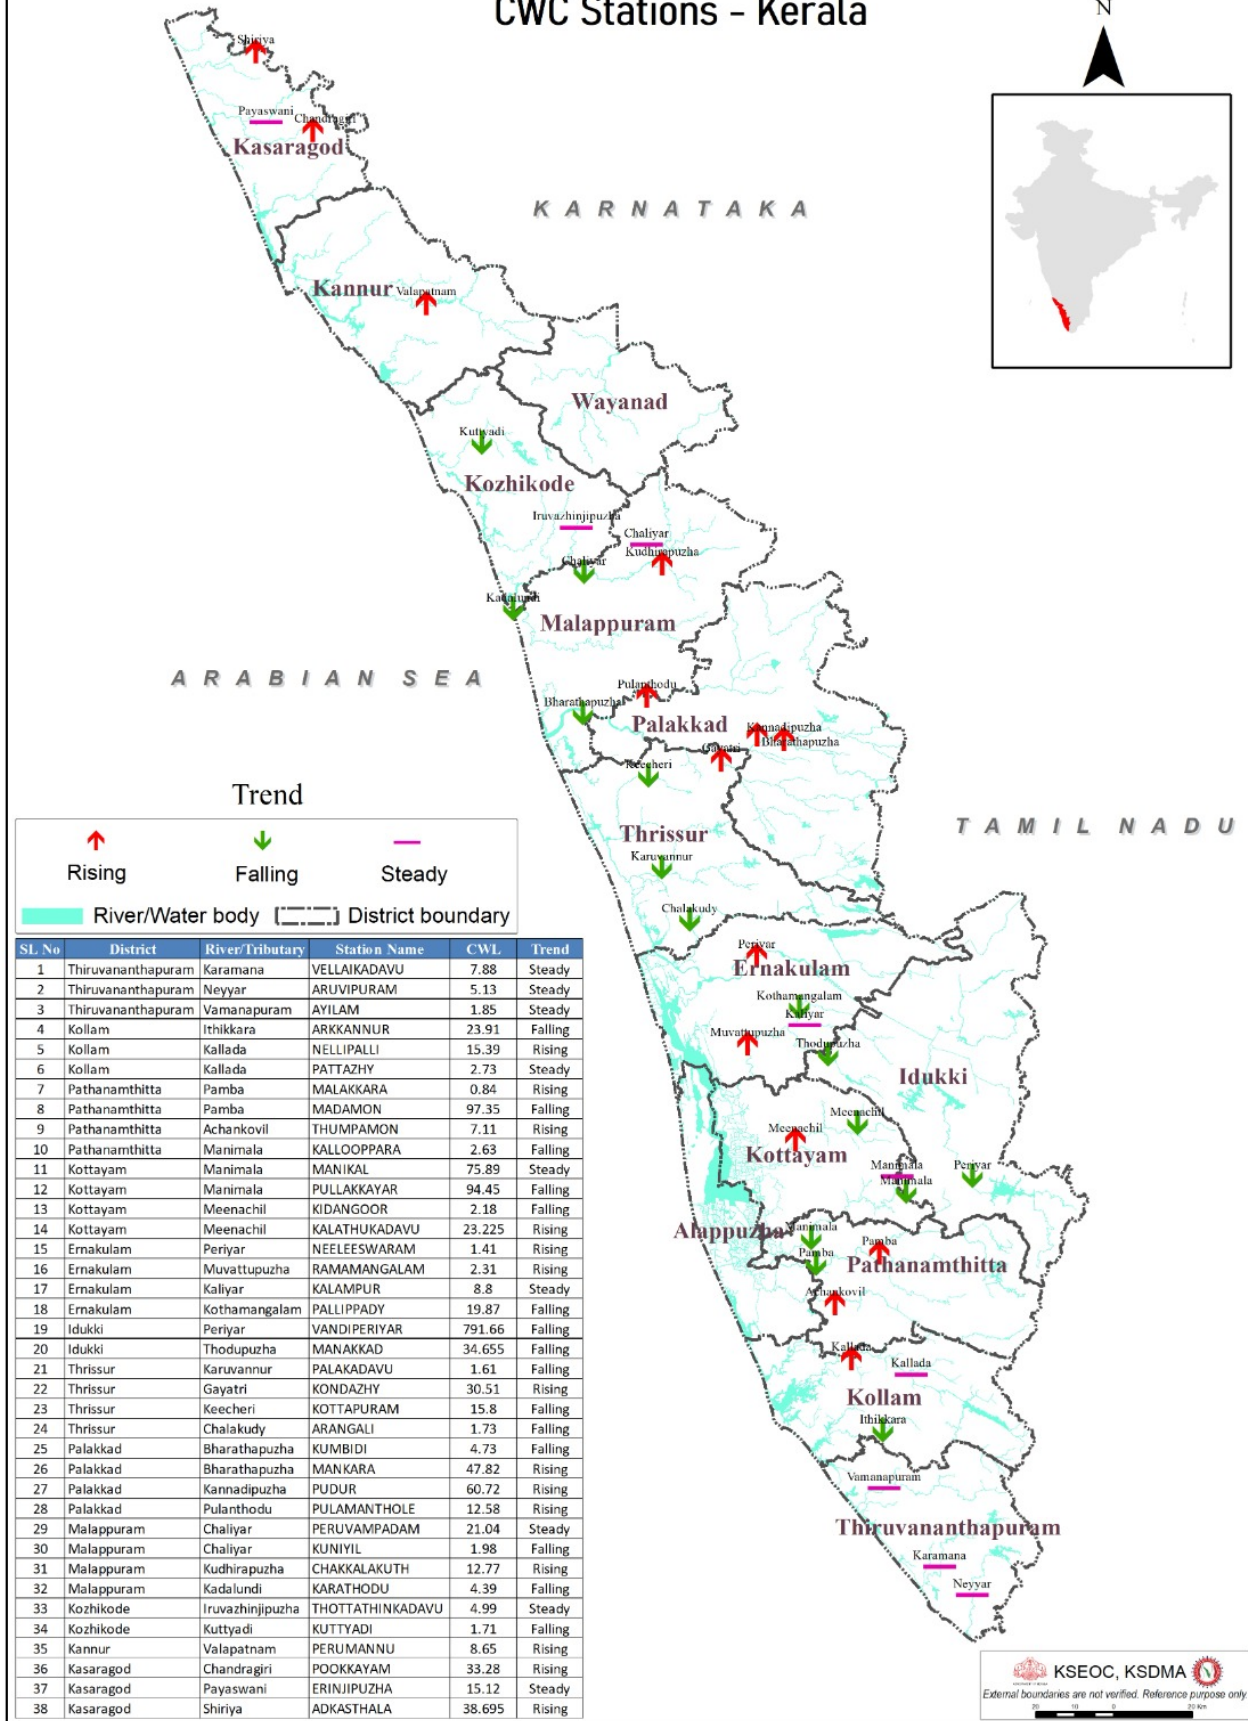 CWC Stations - Kerala
N
Shiriya
Payaswani
Chandragiri
Kasaragod
KARNATAKA
Kannur
Valapatnam
Wayanad
Kuttyadi
Kozhikode
Iruvazhinjipuzha
Chaliyar
Kudhirapuzha
Chaliyar
Kadalundi
Malappuram
ARABIAN SEA
Pulanthodu
Bharathapuzha
Palakkad
Kannadipuzha
Bharathapuzha
Gayatri
Keecheri
Thrissur
TAMIL NADU
Karuvannur
Chalakudy
Periyar
Ernakulam
Kothamangalam
Kaliyar
Muvattupuzha
Thodupuzha
Idukki
Meenachil
Meenachil
Kottayam
Manimala
Periyar
Manimala
Alappuzha
Manimala
Pamba
Pamba
Pathanamthitta
Achankovil
Kallada
Kallada
Kollam
Ithikkara
Vamanapuram
Thiruvananthapuram
Karamana
Neyyar
Trend
Rising Falling Steady
River/Water body District boundary
SL No District River/Tributary Station Name CWL Trend
1 Thiruvananthapuram Karamana VELLAIKADAVU 7.88 Steady
2 Thiruvananthapuram Neyyar ARUVIPURAM 5.13 Steady
3 Thiruvananthapuram Vamanapuram AYILAM 1.85 Steady
4 Kollam Ithikkara ARKKANNUR 23.91 Falling
5 Kollam Kallada NELLIPALLI 15.39 Rising
6 Kollam Kallada PATTAZHY 2.73 Steady
7 Pathanamthitta Pamba MALAKKARA 0.84 Rising
8 Pathanamthitta Pamba MADAMON 97.35 Falling
9 Pathanamthitta Achankovil THUMPAMON 7.11 Rising
10 Pathanamthitta Manimala KALLOOPPARA 2.63 Falling
11 Kottayam Manimala MANIKAL 75.89 Steady
12 Kottayam Manimala PULLAKKAYAR 94.45 Falling
13 Kottayam Meenachil KIDANGOOR 2.18 Falling
14 Kottayam Meenachil KALATHUKADAVU 23.225 Rising
15 Ernakulam Periyar NEELEESWARAM 1.41 Rising
16 Ernakulam Muvattupuzha RAMAMANGALAM 2.31 Rising
17 Ernakulam Kaliyar KALAMPUR 8.8 Steady
18 Ernakulam Kothamangalam PALLIPPADY 19.87 Falling
19 Idukki Periyar VANDIPERIYAR 791.66 Falling
20 Idukki Thodupuzha MANAKKAD 34.655 Falling
21 Thrissur Karuvannur PALAKADAVU 1.61 Falling
22 Thrissur Gayatri KONDAZHY 30.51 Rising
23 Thrissur Keecheri KOTTAPURAM 15.8 Falling
24 Thrissur Chalakudy ARANGALI 1.73 Falling
25 Palakkad Bharathapuzha KUMBIDI 4.73 Falling
26 Palakkad Bharathapuzha MANKARA 47.82 Rising
27 Palakkad Kannadipuzha PUDUR 60.72 Rising
28 Palakkad Pulanthodu PULAMANTHOLE 12.58 Rising
29 Malappuram Chaliyar PERUVAMPADAM 21.04 Steady
30 Malappuram Chaliyar KUNIYIL 1.98 Falling
31 Malappuram Kudhirapuzha CHAKKALAKUTH 12.77 Rising
32 Malappuram Kadalundi KARATHODU 4.39 Falling
33 Kozhikode Iruvazhinjipuzha THOTTATHINKADAVU 4.99 Steady
34 Kozhikode Kuttyadi KUTTYADI 1.71 Falling
35 Kannur Valapatnam PERUMANNU 8.65 Rising
36 Kasaragod Chandragiri POOKKAYAM 33.28 Rising
37 Kasaragod Payaswani ERINJIPUZHA 15.12 Steady
38 Kasaragod Shiriya ADKASTHALA 38.695 Rising
KSEOC, KSDMA
External boundaries are not verified. Reference purpose only.
20 10 0 20 Km